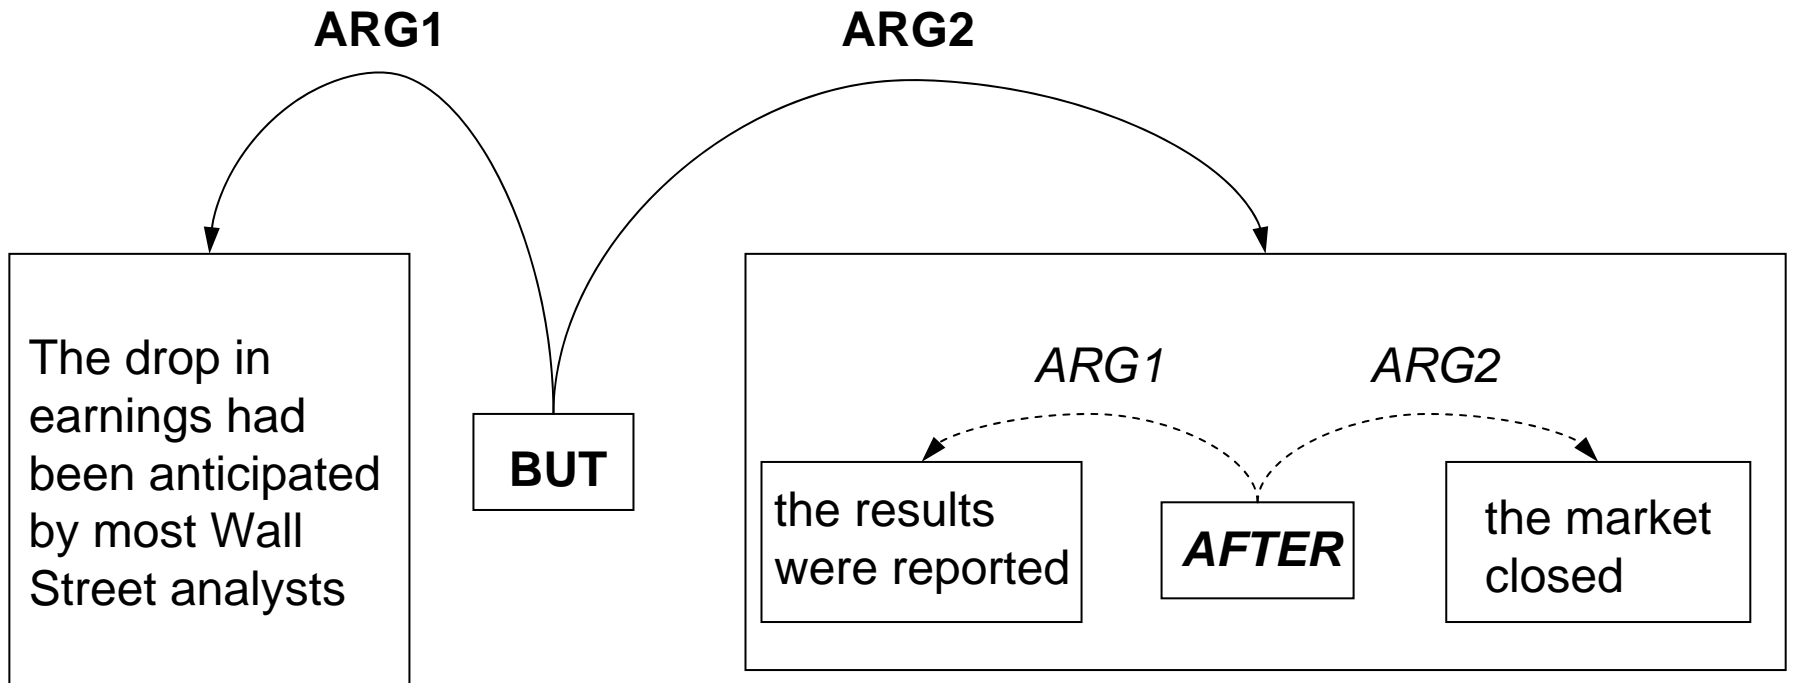 ARG1
ARG2
The drop in
earnings had
been anticipated
by most Wall
Street analysts
BUT
ARG1
ARG2
the results
were reported
AFTER
the market
closed